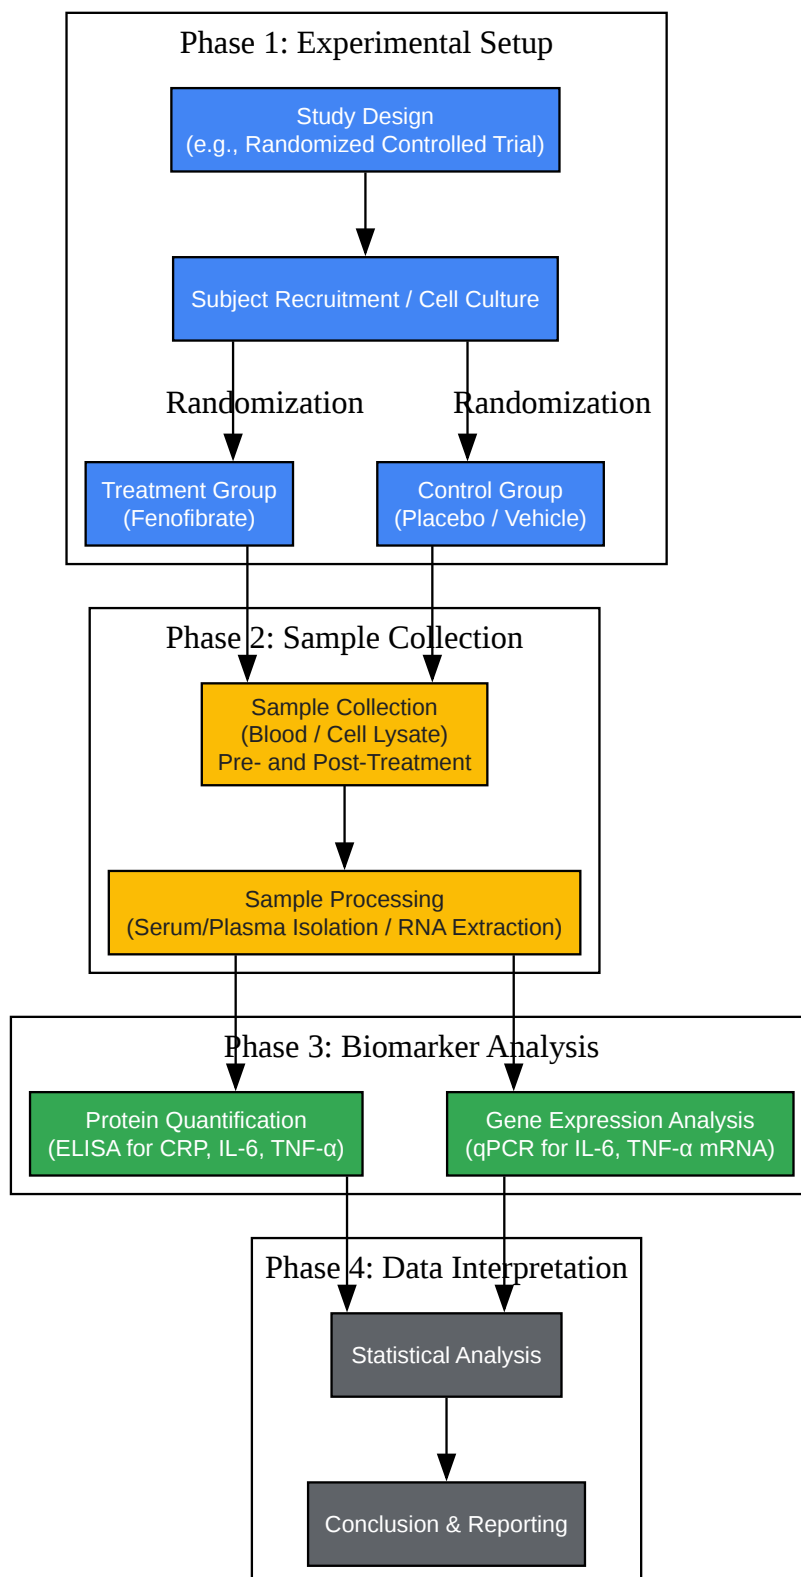 Phase 1: Experimental Setup
Study Design
(e.g., Randomized Controlled Trial)
Subject Recruitment / Cell Culture
Randomization
Randomization
Treatment Group
(Fenofibrate)
Control Group
(Placebo / Vehicle)
Phase 2: Sample Collection
Sample Collection
(Blood / Cell Lysate)
Pre- and Post-Treatment
Sample Processing
(Serum/Plasma Isolation / RNA Extraction)
Phase 3: Biomarker Analysis
Protein Quantification
(ELISA for CRP, IL-6, TNF-α)
Gene Expression Analysis
(qPCR for IL-6, TNF-α mRNA)
Phase 4: Data Interpretation
Statistical Analysis
Conclusion & Reporting